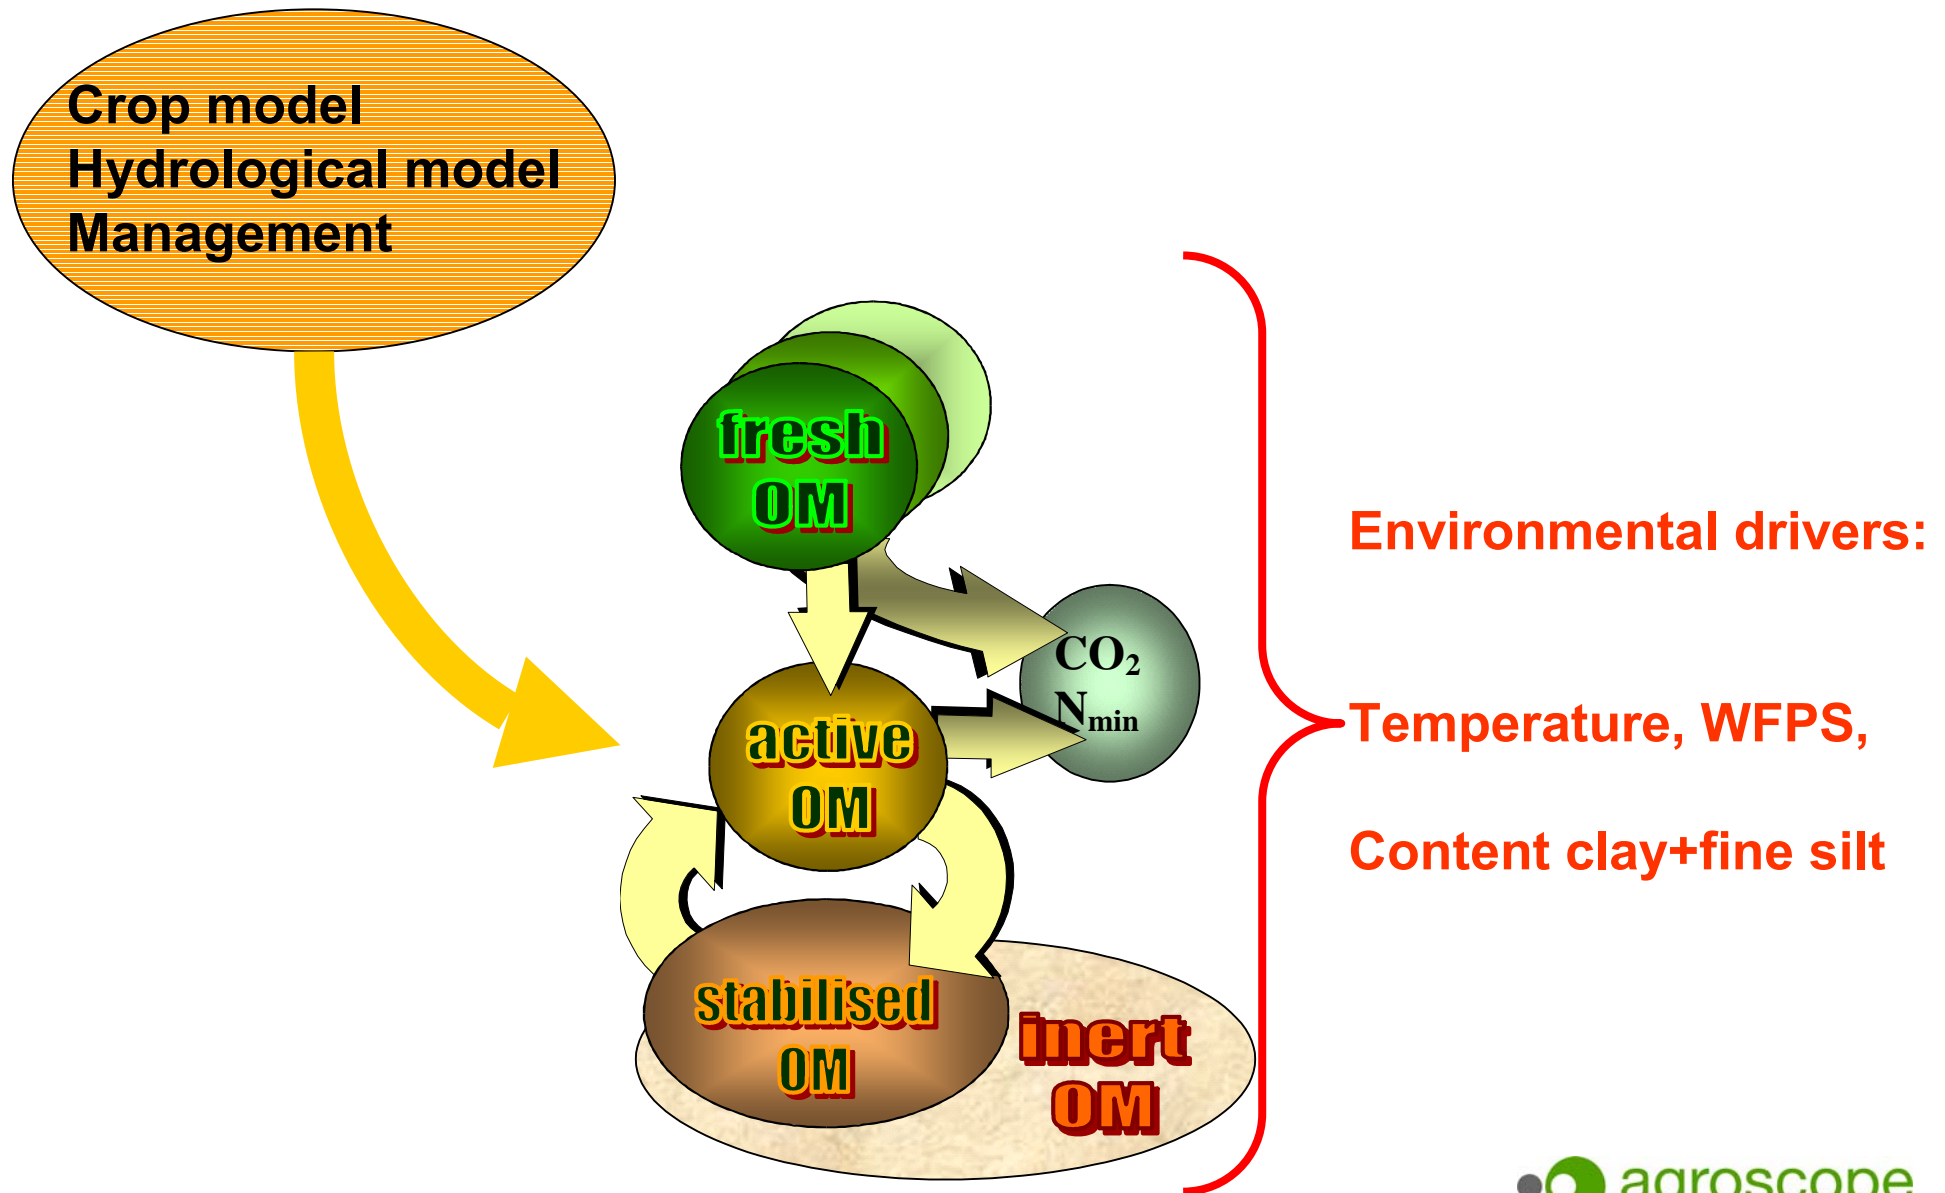 Crop model
Hydrological model
Management
fresh
OM
Environmental drivers:
CO₂
N_min
Temperature, WFPS,
active
OM
Content clay+fine silt
stabilised
OM
inert
OM
agroscope